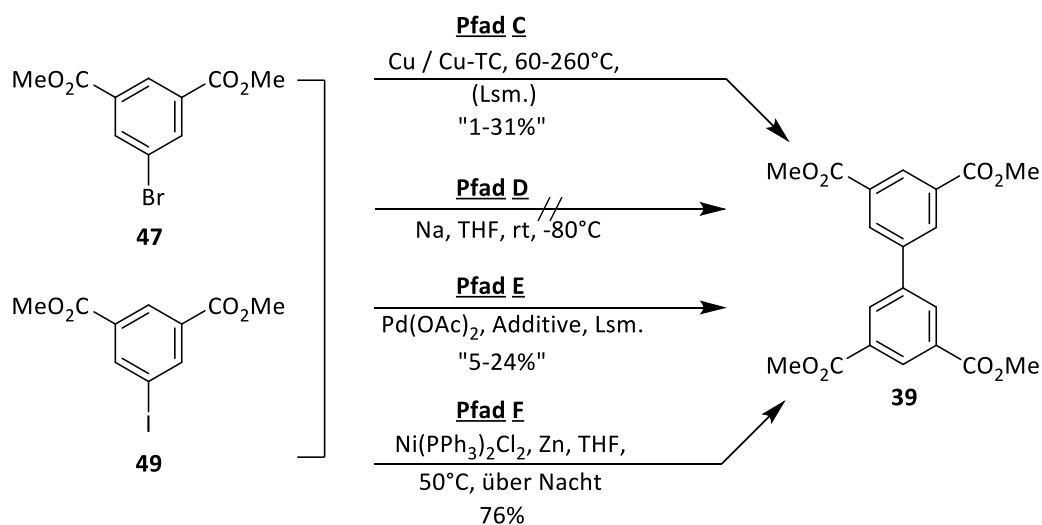 Pfad C
Cu / Cu-TC, 60-260°C,
(Lsm.)
"1-31%"
MeO₂C CO₂Me
Br
47
Pfad D
Na, THF, rt, -80°C
MeO₂C CO₂Me
I
49
Pfad E
Pd(OAc)₂, Additive, Lsm.
"5-24%"
Pfad F
Ni(PPh₃)₂Cl₂, Zn, THF,
50°C, über Nacht
76%
MeO₂C CO₂Me
MeO₂C CO₂Me
39